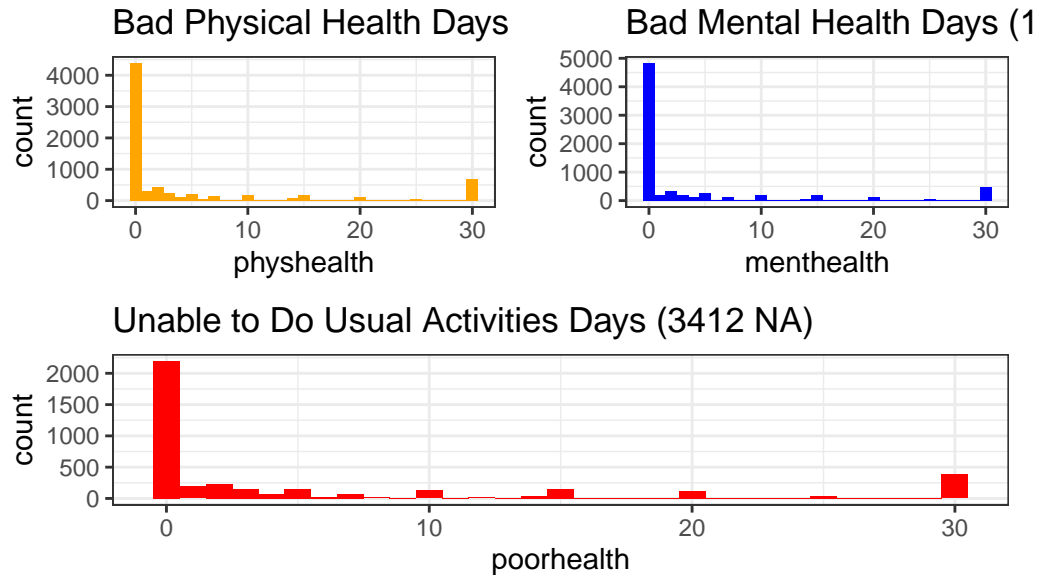 Bad Physical Health Days
count
4000
3000
2000
1000
0
0 10 20 30
physhealth
Bad Mental Health Days (1
count
5000
4000
3000
2000
1000
0
0 10 20 30
menthealth
Unable to Do Usual Activities Days (3412 NA)
count
2000
1500
1000
500
0
0 10 20 30
poorhealth